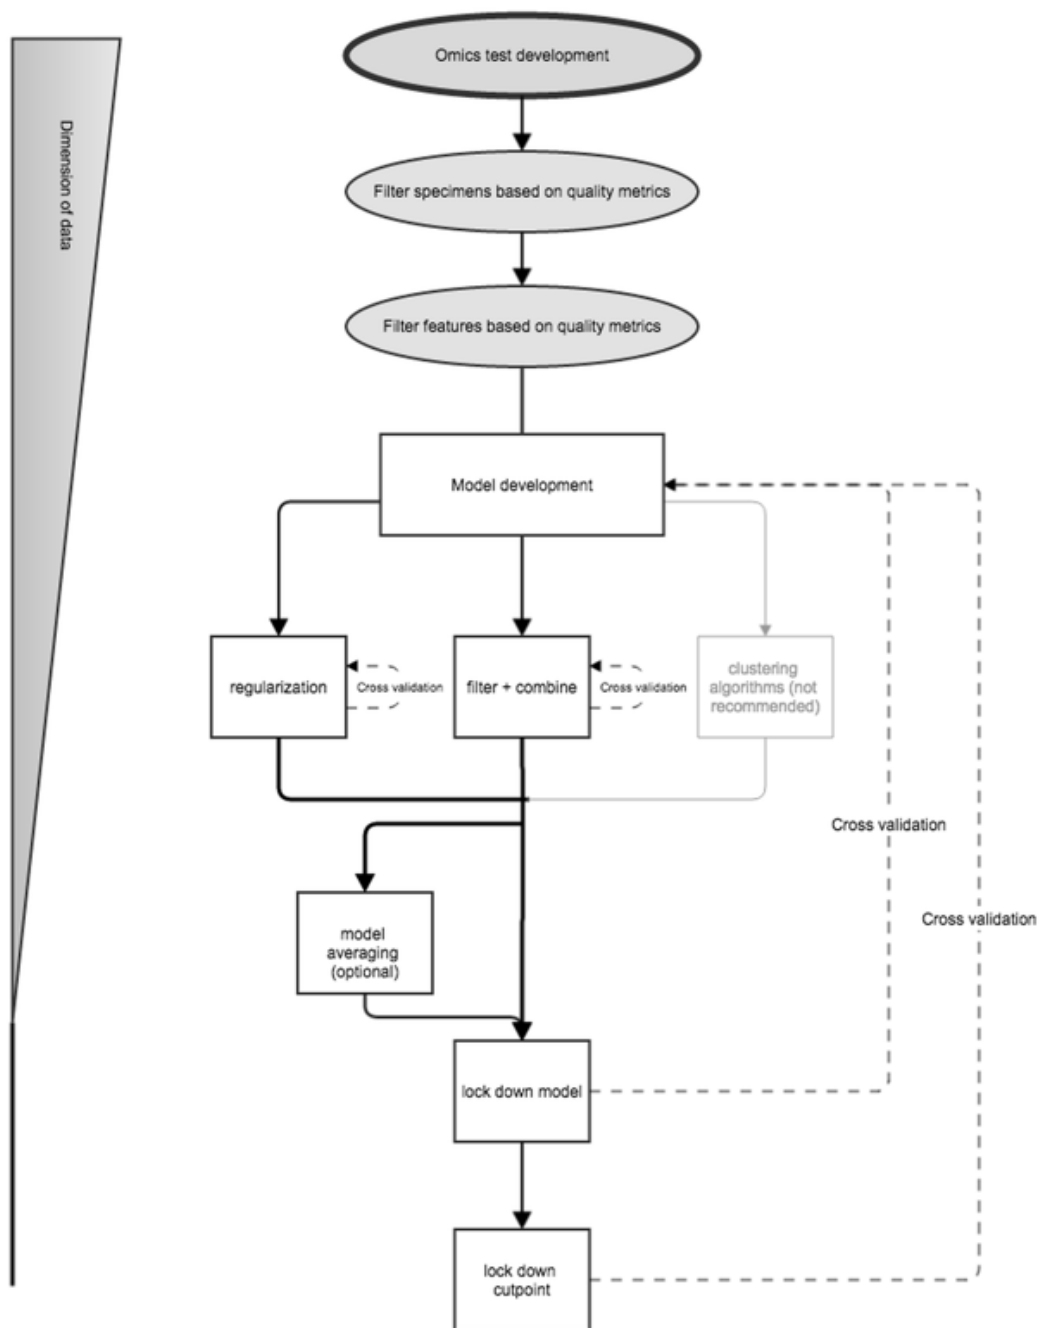 Omics test development
Dimension of data
Filter specimens based on quality metrics
Filter features based on quality metrics
Model development
regularization
Cross validation
filter + combine
Cross validation
clustering
algorithms (not
recommended)
Cross validation
Cross validation
model
averaging
(optional)
lock down model
lock down
cutpoint